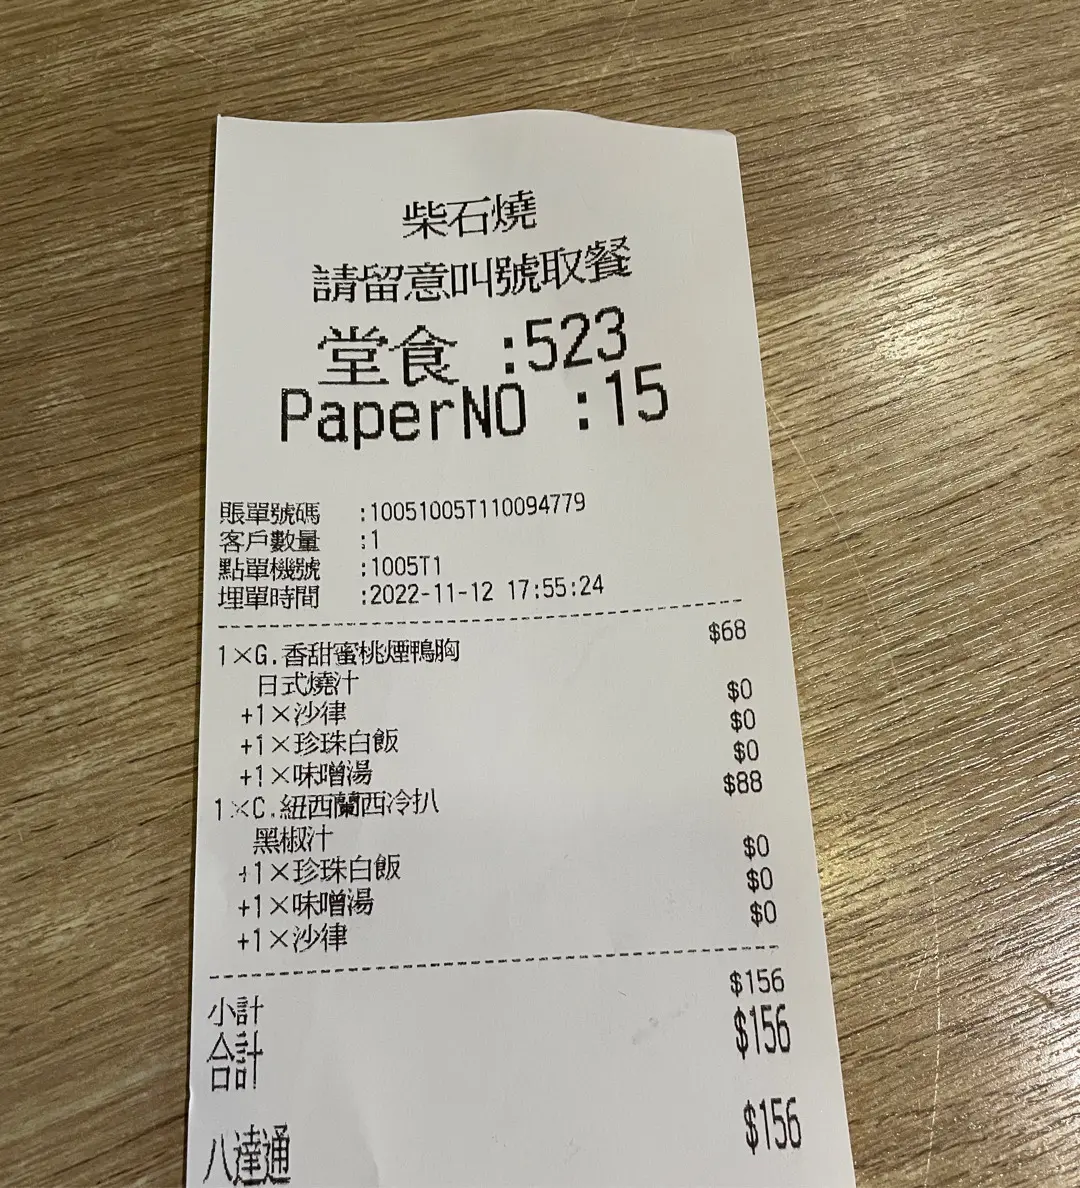 柴石燒
請留意叫號取餐
堂食 :523
PaperNO :15
賬單號碼 :10051005T110094779
客戶數量 :1
點單機號 :1005T1
埋單時間 :2022-11-12 17:55:24
1×G.香甜蜜桃煙鴨胸 $68
日式燒汁
+1×沙律 $0
+1×珍珠白飯 $0
+1×味噌湯 $0
1×C.紐西蘭西冷扒 $88
黑椒汁
+1×珍珠白飯 $0
+1×味噌湯 $0
+1×沙律 $0
小計 $156
合計 $156
八達通 $156